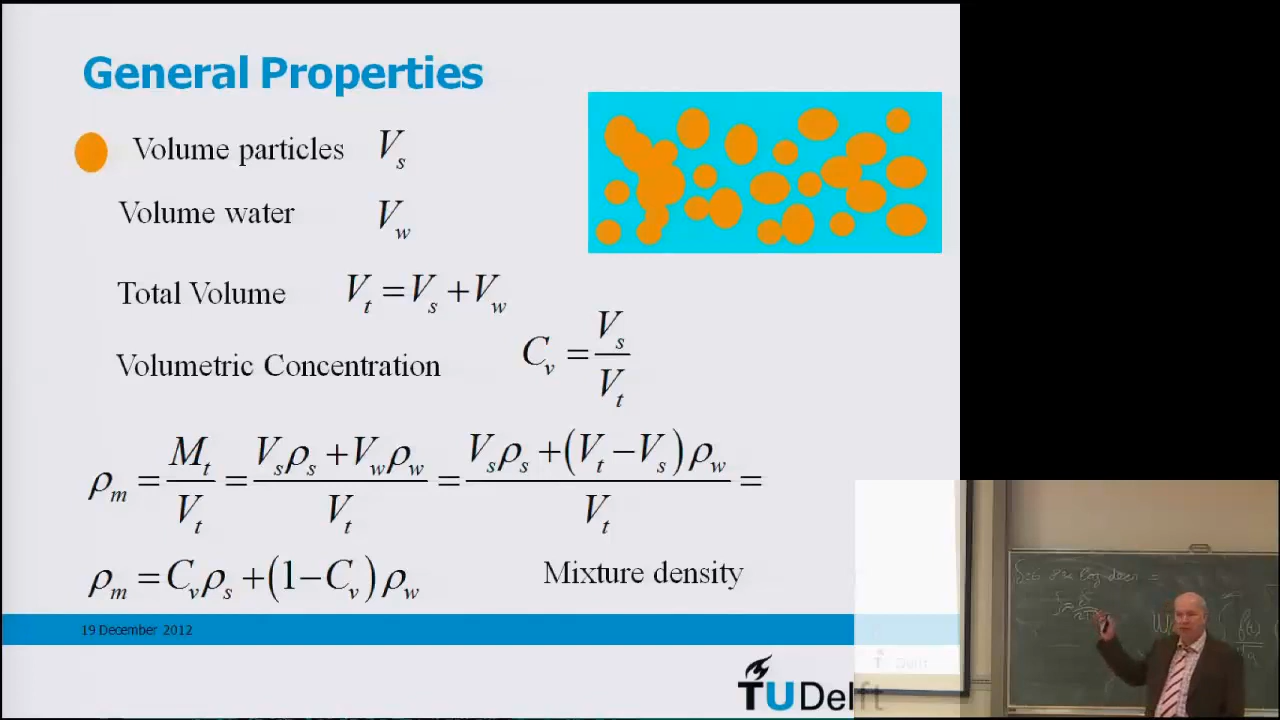 General Properties
Volume particles V_s
Volume water V_w
Total Volume V_t = V_s + V_w
Volumetric Concentration C_v = V_s / V_t
ρ_m = M_t / V_t = (V_s ρ_s + V_w ρ_w) / V_t = (V_s ρ_s + (V_t − V_s) ρ_w) / V_t =
ρ_m = C_v ρ_s + (1 − C_v) ρ_w Mixture density
19 December 2012
TU Delft